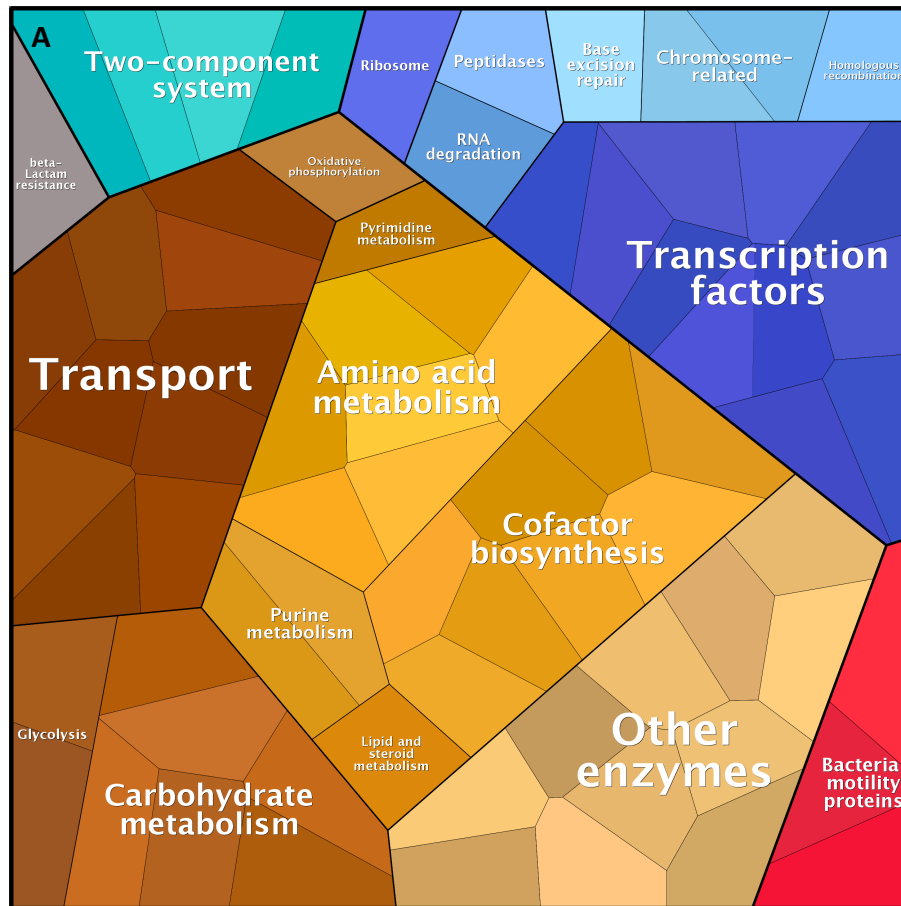 A
Two-component
system
Ribosome
Peptidases
Base
excision
repair
Chromosome-
related
Homologous
recombination
RNA
degradation
beta-
Lactam
resistance
Oxidative
phosphorylation
Pyrimidine
metabolism
Transcription
factors
Transport
Amino acid
metabolism
Cofactor
biosynthesis
Purine
metabolism
Glycolysis
Lipid and
steroid
metabolism
Other
enzymes
Carbohydrate
metabolism
Bacterial
motility
proteins